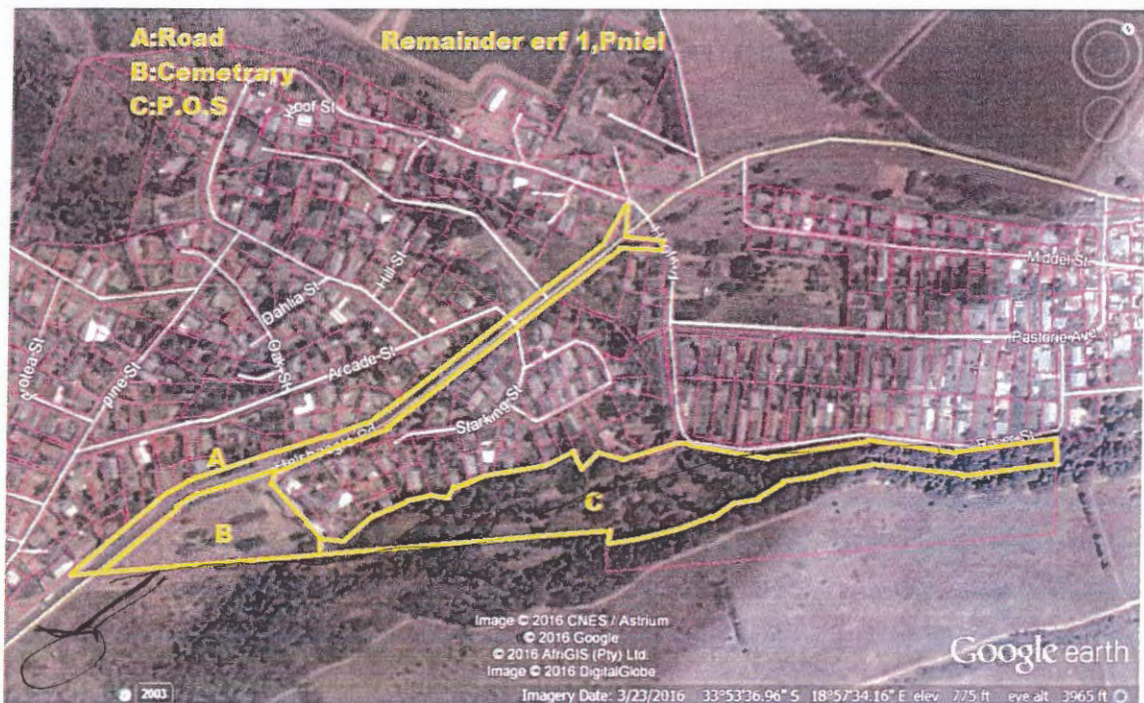 A:Road
B:Cemetrary
C:P.O.S
Remainder erf 1,Pniel
Hill St
Dahlia St
Oak St
pine St
Arcade St
Starking St
Middel St
Pastorie Ave
A
B
C
Image © 2016 CNES / Astrium
© 2016 Google
© 2016 AfriGIS (Pty) Ltd.
Image © 2016 DigitalGlobe
Google earth
2003
Imagery Date: 3/23/2016 33°53'36.96" S 18°57'34.16" E elev 775 ft eye alt 3965 ft